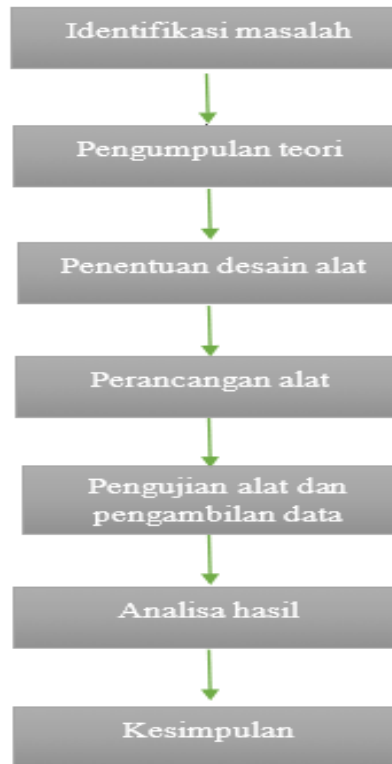 Identifikasi masalah
Pengumpulan teori
Penentuan desain alat
Perancangan alat
Pengujian alat dan
pengambilan data
Analisa hasil
Kesimpulan